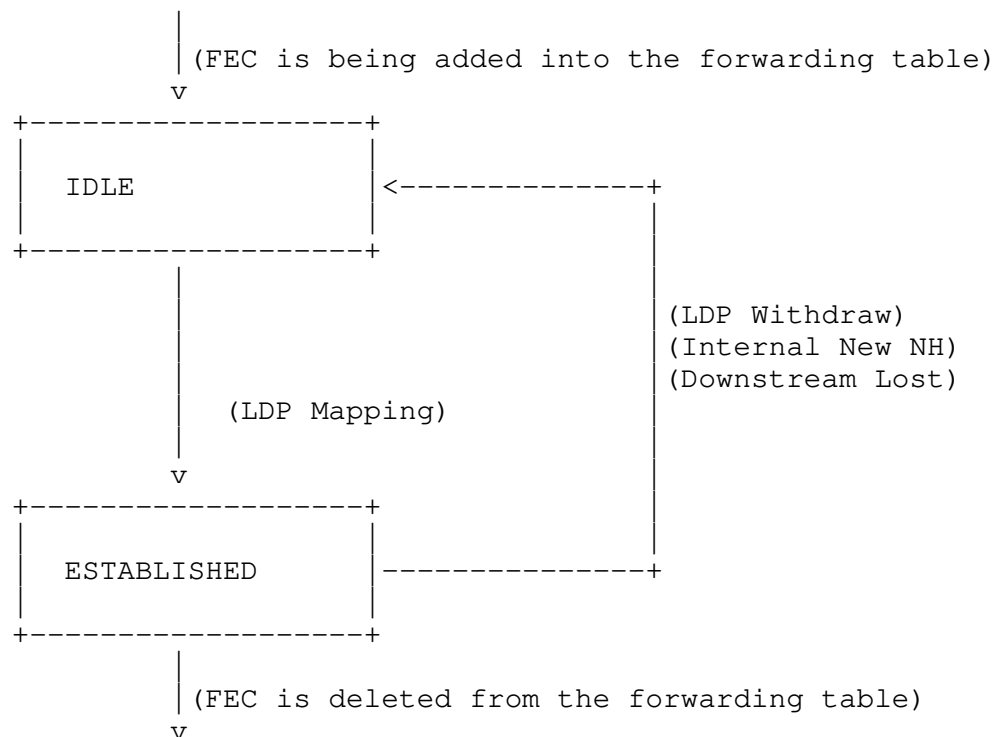 (FEC is being added into the forwarding table)
IDLE
(LDP Withdraw)
(Internal New NH)
(Downstream Lost)
(LDP Mapping)
ESTABLISHED
(FEC is deleted from the forwarding table)